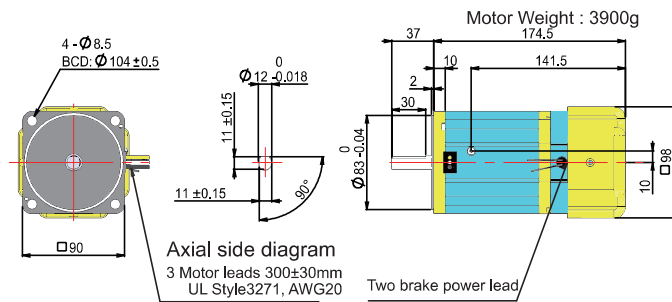 Motor Weight : 3900g
4 - Ø 8.5
BCD: Ø 104 ±0.5
0
Ø 12 -0.018
11 ±0.15
11 ±0.15
90°
□ 90
37
174.5
10
2
141.5
30
0
Ø 83 -0.04
□ 98
10
Axial side diagram
3 Motor leads 300±30mm
UL Style3271, AWG20
Two brake power lead